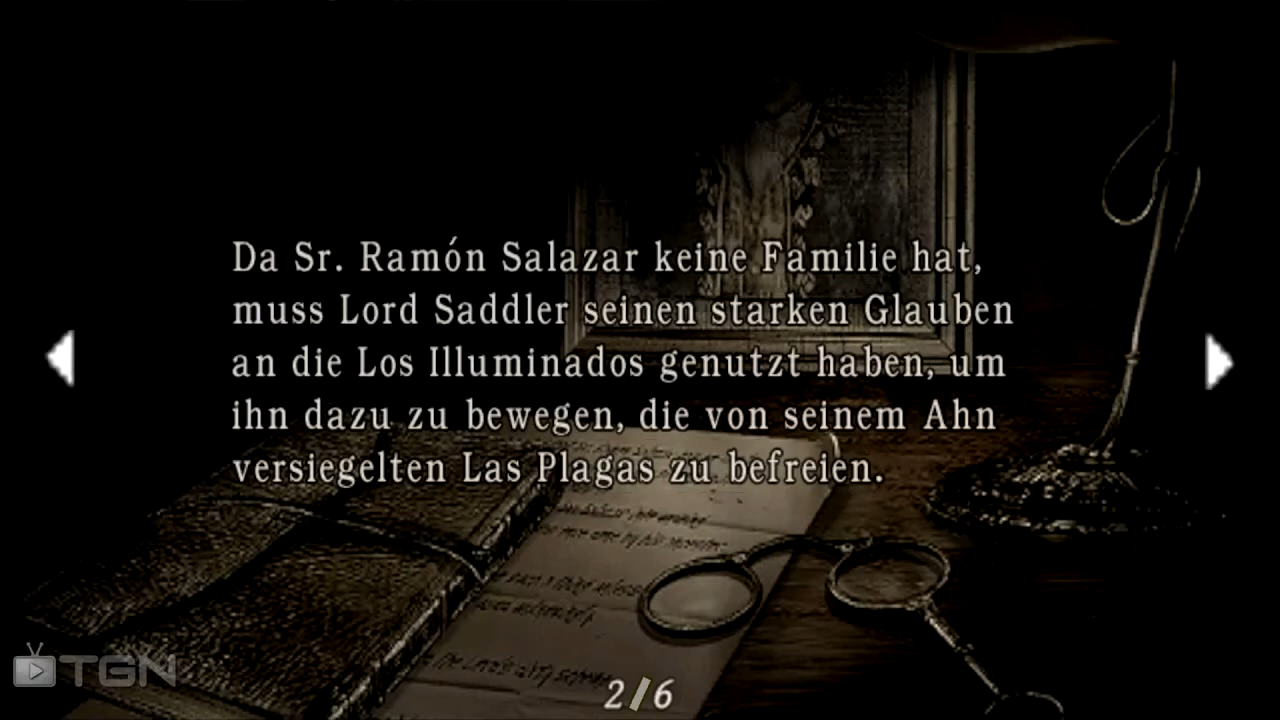 Da Sr. Ramón Salazar keine Familie hat,
muss Lord Saddler seinen starken Glauben
an die Los Illuminados genutzt haben, um
ihn dazu zu bewegen, die von seinem Ahn
versiegelten Las Plagas zu befreien.
TGN
2/6